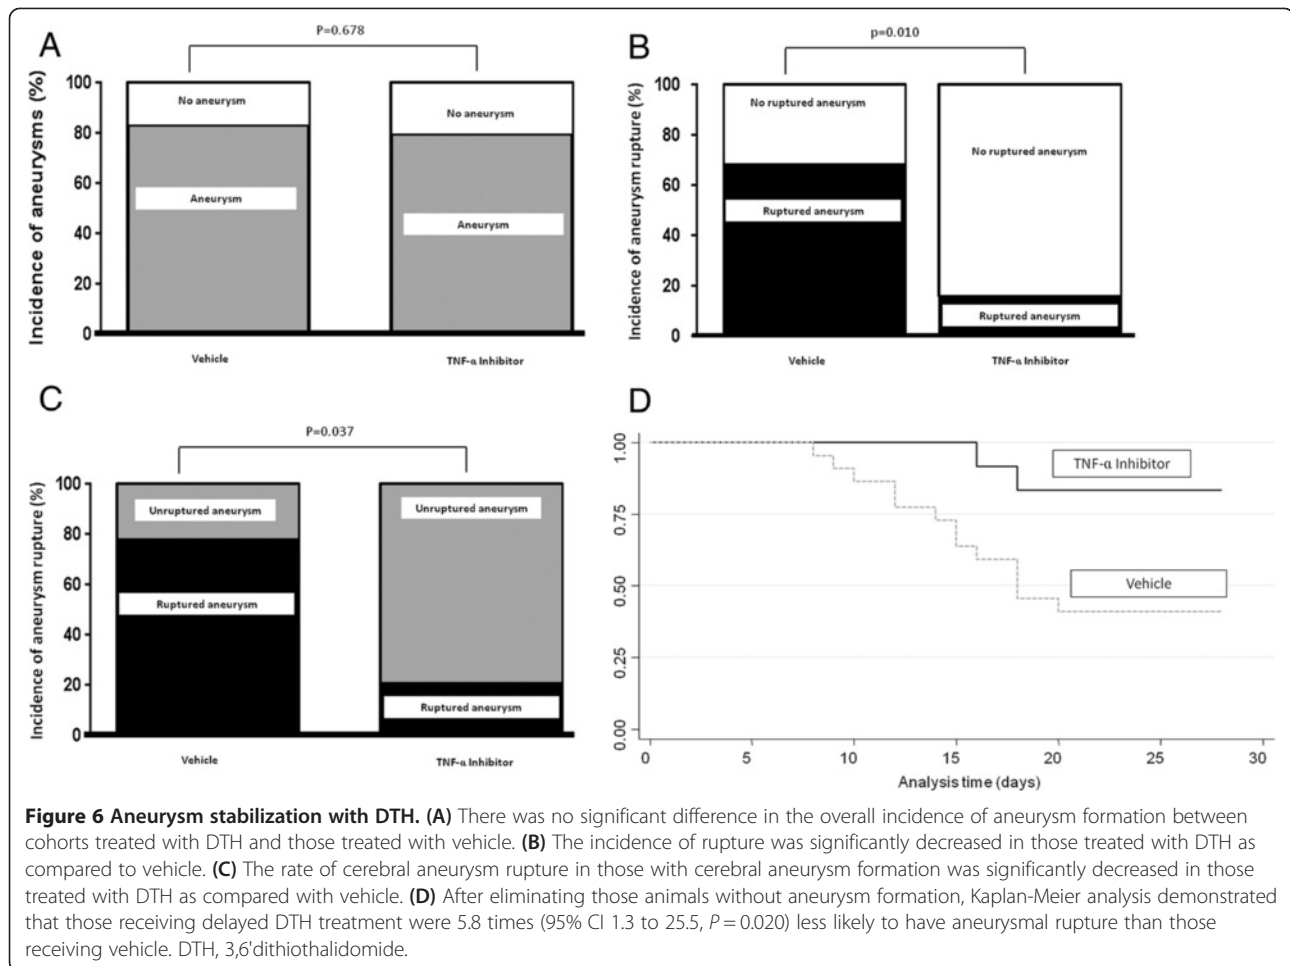 A
P=0.678
Incidence of aneurysms (%)
100
80
60
40
20
0
No aneurysm
No aneurysm
Aneurysm
Aneurysm
Vehicle
TNF-α Inhibitor
B
p=0.010
Incidence of aneurysm rupture (%)
100
80
60
40
20
0
No ruptured aneurysm
No ruptured aneurysm
Ruptured aneurysm
Ruptured aneurysm
Vehicle
TNF-α Inhibitor
C
P=0.037
Incidence of aneurysm rupture (%)
100
80
60
40
20
0
Unruptured aneurysm
Unruptured aneurysm
Ruptured aneurysm
Ruptured aneurysm
Vehicle
TNF-α Inhibitor
D
1.00
0.75
0.50
0.25
0.00
TNF-α Inhibitor
Vehicle
0 5 10 15 20 25 30
Analysis time (days)
Figure 6 Aneurysm stabilization with DTH. (A) There was no significant difference in the overall incidence of aneurysm formation between
cohorts treated with DTH and those treated with vehicle. (B) The incidence of rupture was significantly decreased in those treated with DTH as
compared to vehicle. (C) The rate of cerebral aneurysm rupture in those with cerebral aneurysm formation was significantly decreased in those
treated with DTH as compared with vehicle. (D) After eliminating those animals without aneurysm formation, Kaplan-Meier analysis demonstrated
that those receiving delayed DTH treatment were 5.8 times (95% CI 1.3 to 25.5, P = 0.020) less likely to have aneurysmal rupture than those
receiving vehicle. DTH, 3,6'dithiothalidomide.